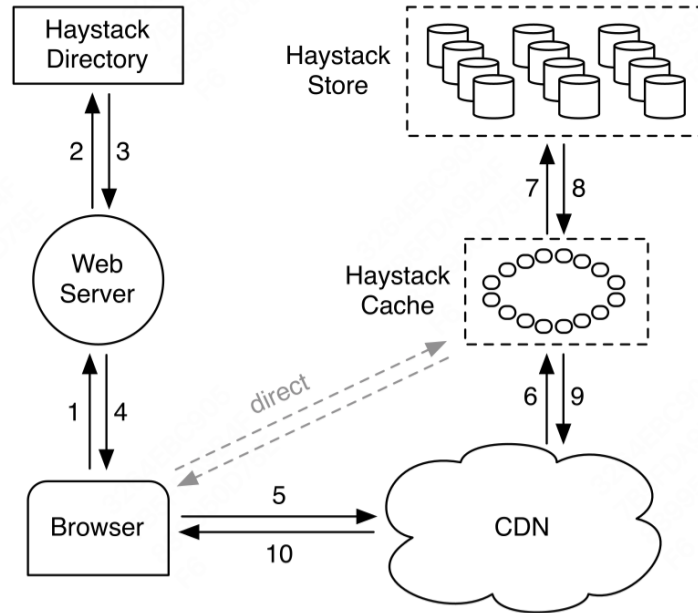 Haystack
Directory
Haystack
Store
2
3
7
8
Web
Server
Haystack
Cache
direct
1
4
6
9
Browser
5
10
CDN